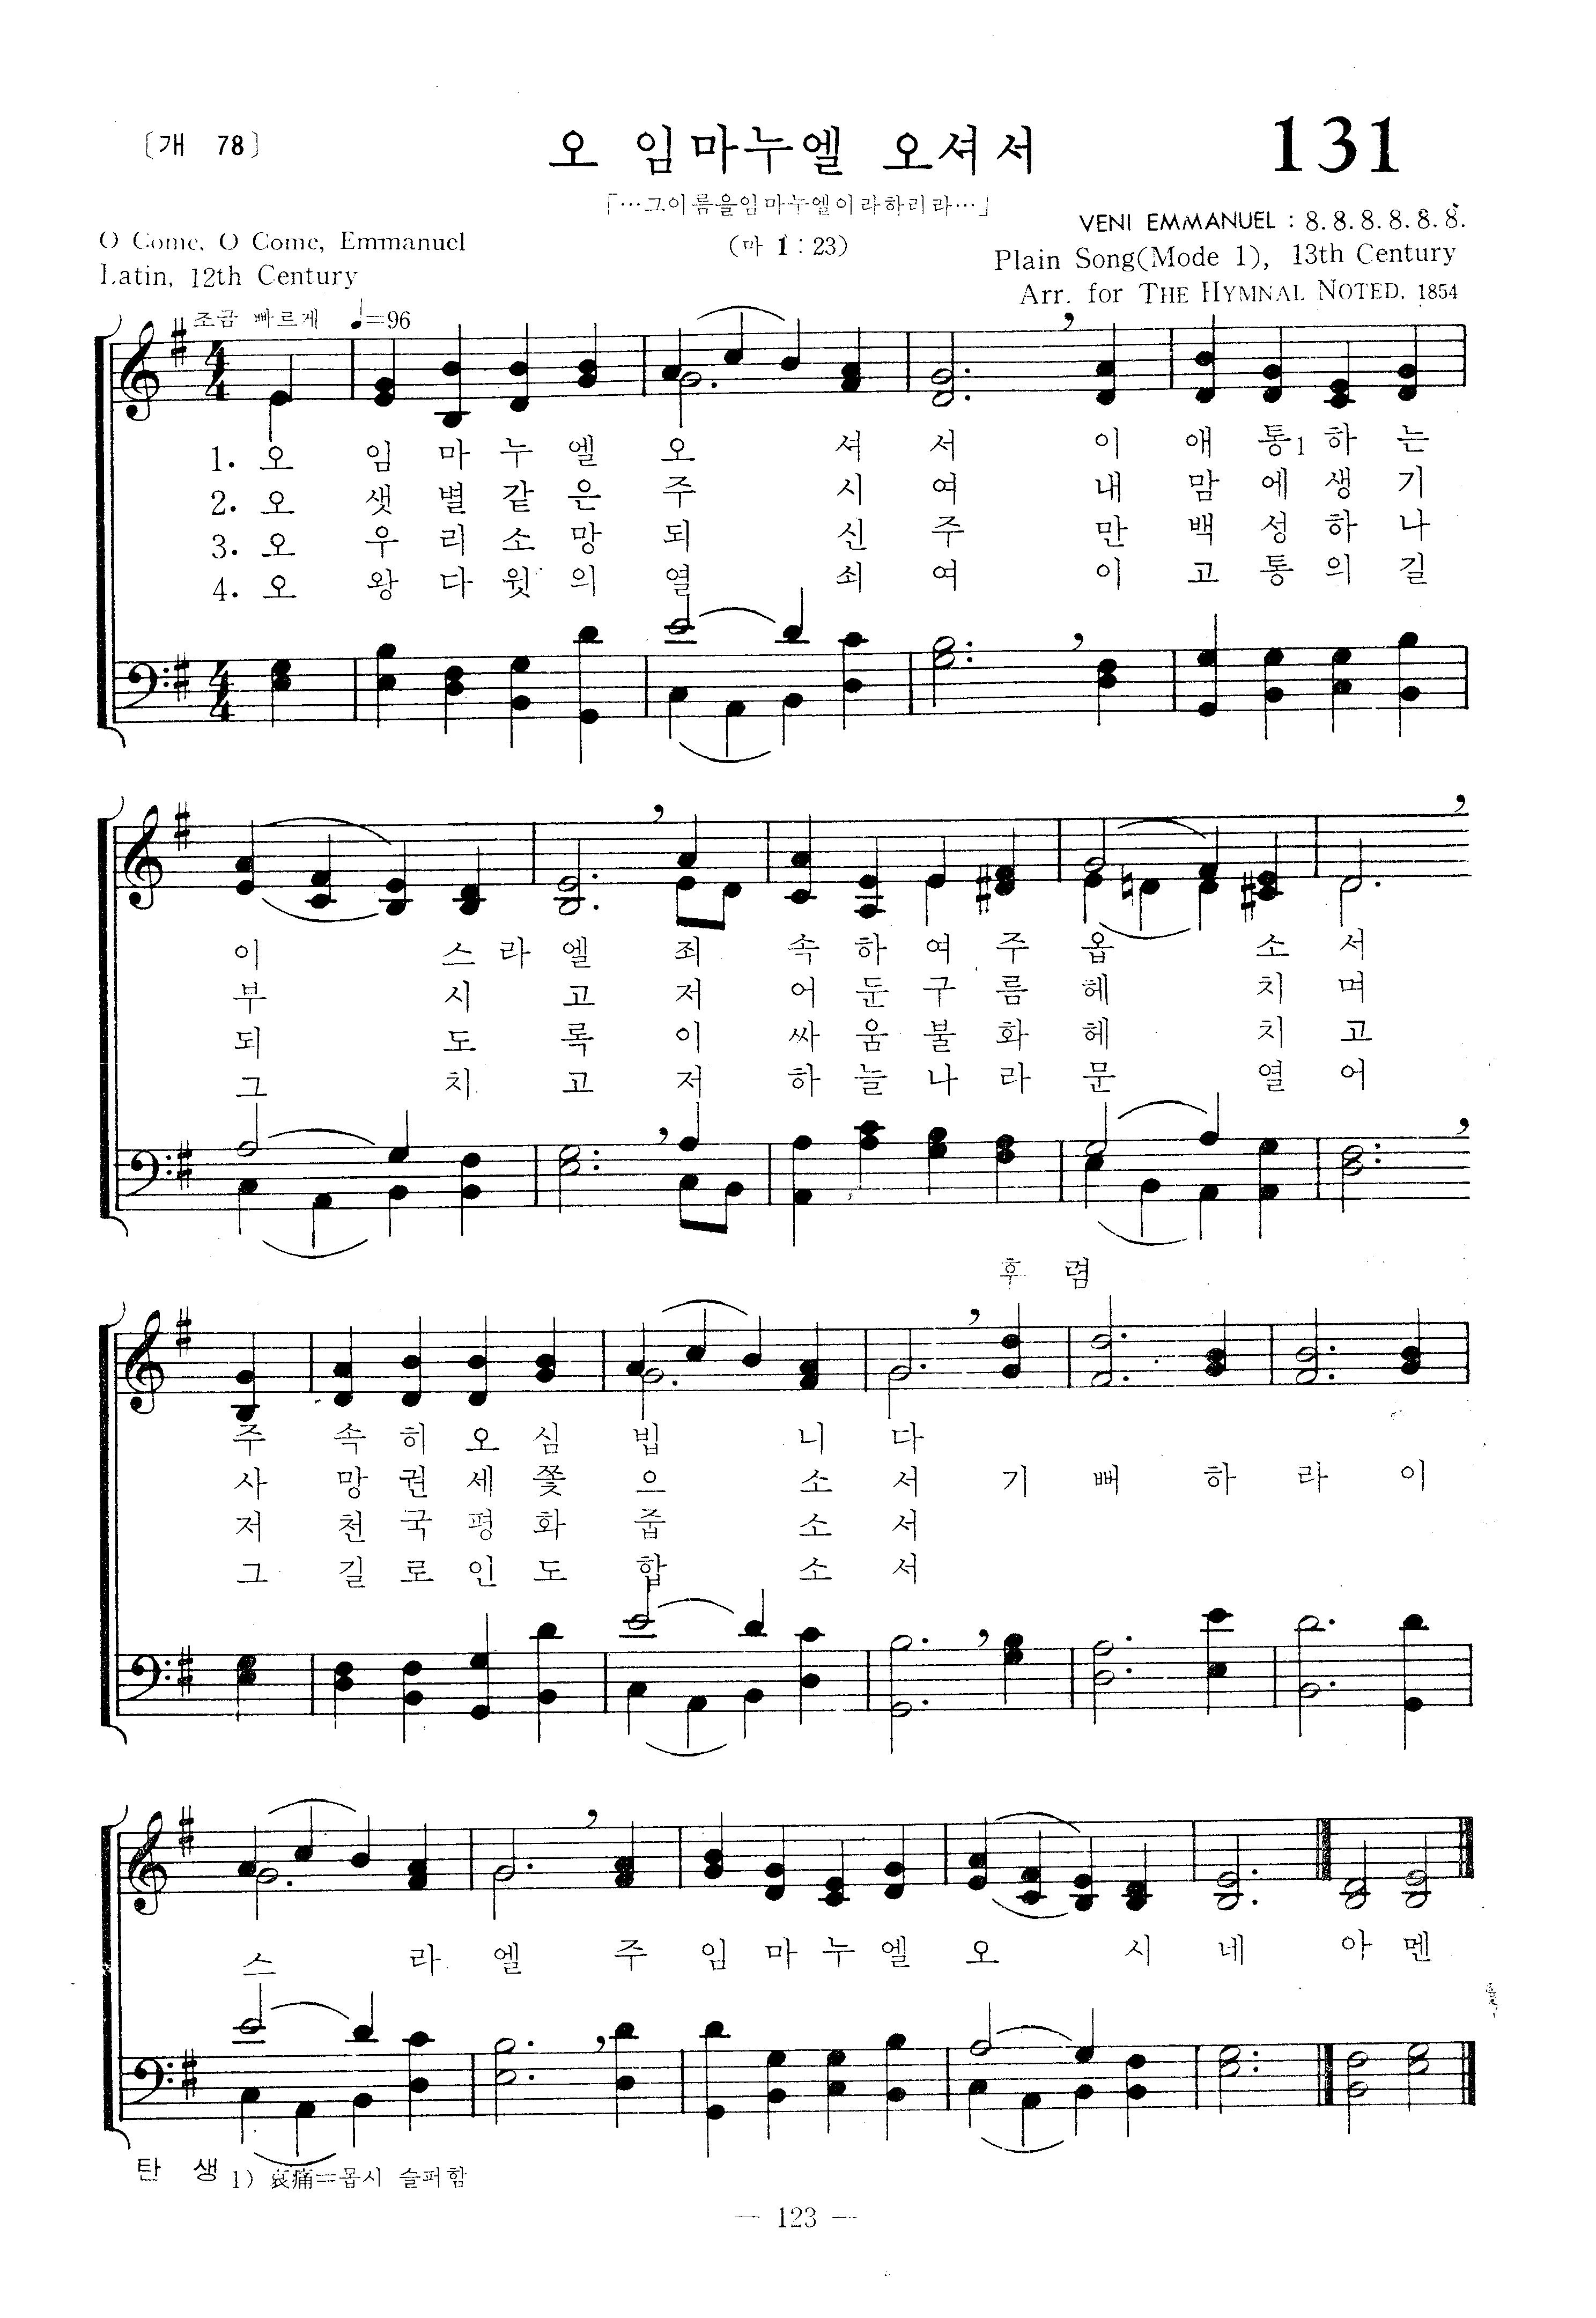 〔개 78〕
오 임마누엘 오셔서
131
「…그이름을임마누엘이라하리라…」
(마 1 : 23)
O Come, O Come, Emmanuel
Latin, 12th Century
VENI EMMANUEL : 8.8.8.8.8.8.
Plain Song(Mode 1), 13th Century
Arr. for THE HYMNAL NOTED, 1854
조금 빠르게 ♩=96
1. 오 임 마 누 엘 오 셔 서 이 애 통1 하 는
2. 오 샛 별 같 은 주 시 여 내 맘 에 생 기
3. 오 우 리 소 망 되 신 주 만 백 성 하 나
4. 오 왕 다 윗 의 열 쇠 여 이 고 통 의 길
이 스 라 엘 죄 속 하 여 주 옵 소 서
부 시 고 저 어 둔 구 름 헤 치 며
되 도 록 이 싸 움 불 화 헤 치 고
그 치 고 저 하 늘 나 라 문 열 어
후 렴
주 속 히 오 심 빕 니 다
사 망 권 세 쫓 으 소 서 기 뻐 하 라 이
저 천 국 평 화 줍 소 서
그 길 로 인 도 합 소 서
스 라 엘 주 임 마 누 엘 오 시 네 아 멘
탄 생 1) 哀痛=몹시 슬퍼함
— 123 —